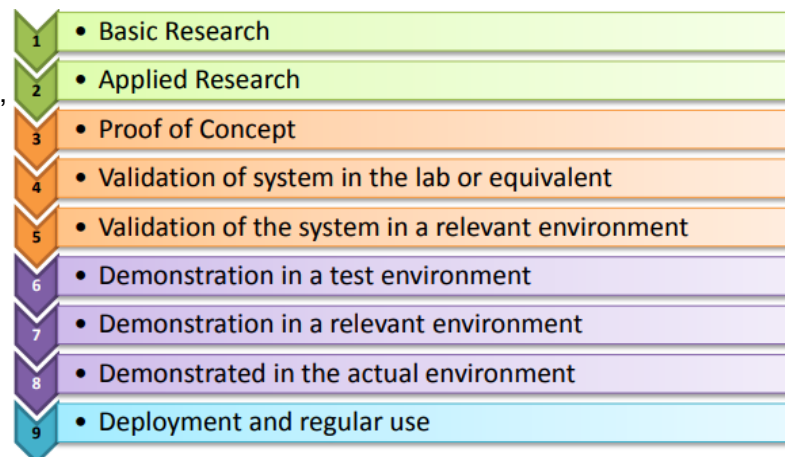 1 • Basic Research
2 • Applied Research
,
3 • Proof of Concept
4 • Validation of system in the lab or equivalent
5 • Validation of the system in a relevant environment
6 • Demonstration in a test environment
7 • Demonstration in a relevant environment
8 • Demonstrated in the actual environment
9 • Deployment and regular use